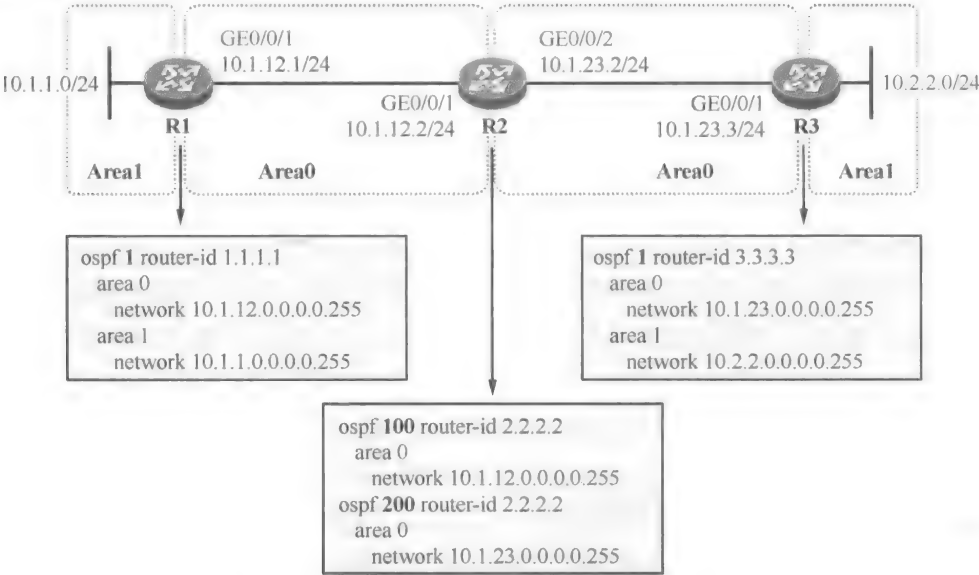 GE0/0/1
10.1.12.1/24
GE0/0/2
10.1.23.2/24
10.1.1.0/24
10.2.2.0/24
GE0/0/1
10.1.12.2/24
GE0/0/1
10.1.23.3/24
R1
R2
R3
Area1
Area0
Area0
Area1
ospf 1 router-id 1.1.1.1
area 0
network 10.1.12.0.0.0.255
area 1
network 10.1.1.0.0.0.255
ospf 1 router-id 3.3.3.3
area 0
network 10.1.23.0.0.0.255
area 1
network 10.2.2.0.0.0.255
ospf 100 router-id 2.2.2.2
area 0
network 10.1.12.0.0.0.255
ospf 200 router-id 2.2.2.2
area 0
network 10.1.23.0.0.0.255